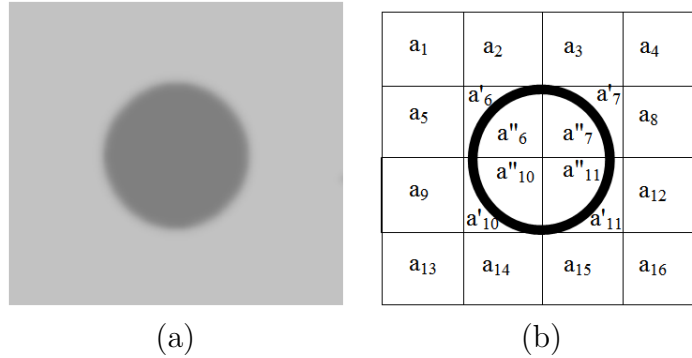 a₁ a₂ a₃ a₄
a'₆ a'₇
a₅ a''₆ a''₇ a₈
a₉ a''₁₀ a''₁₁ a₁₂
a'₁₀ a'₁₁
a₁₃ a₁₄ a₁₅ a₁₆
(a) (b)